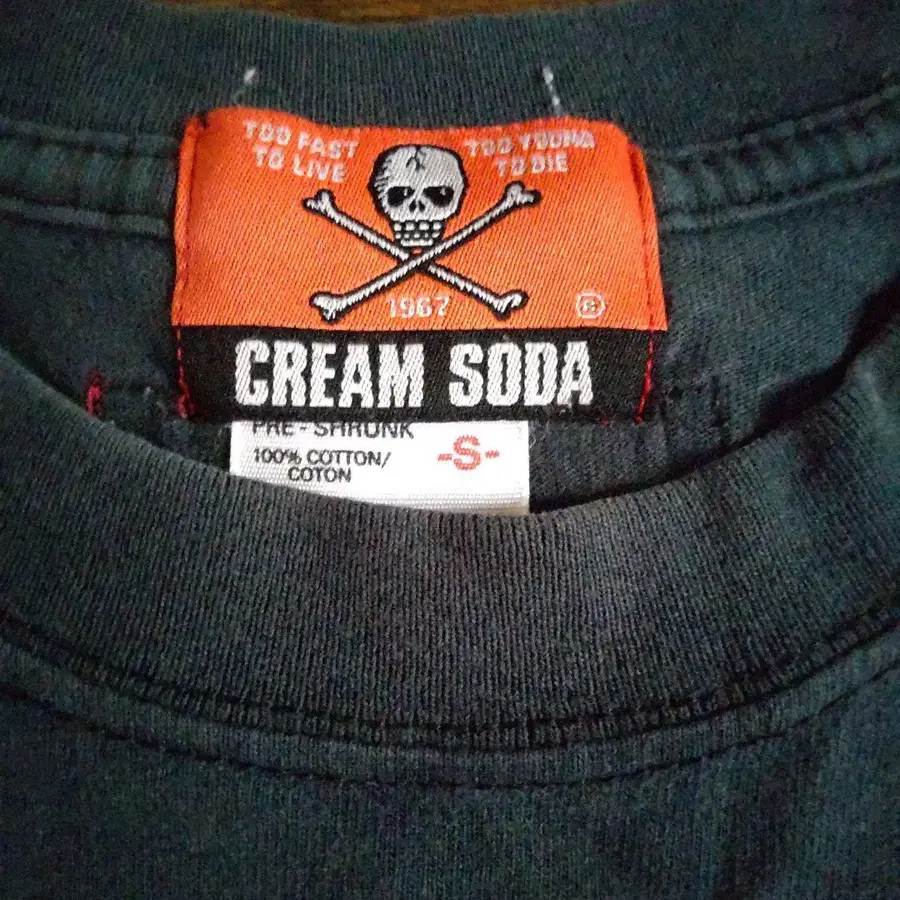 TOO FAST
TO LIVE
TOO YOUNG
TO DIE
1967
®
CREAM SODA
PRE - SHRUNK
100% COTTON/
COTON
-S-